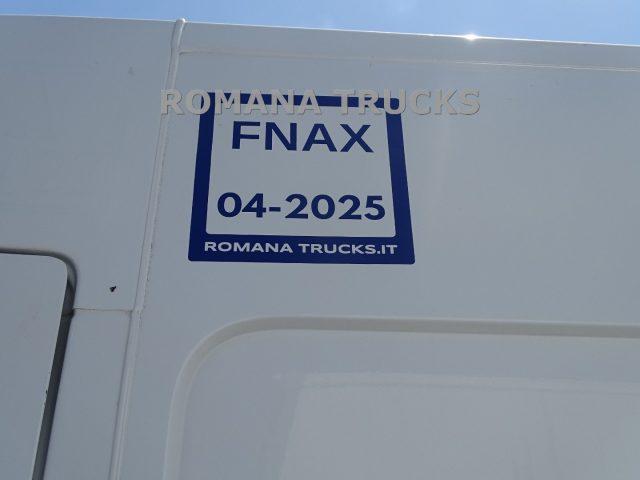 ROMANA TRUCKS
FNAX
04-2025
ROMANA TRUCKS.IT